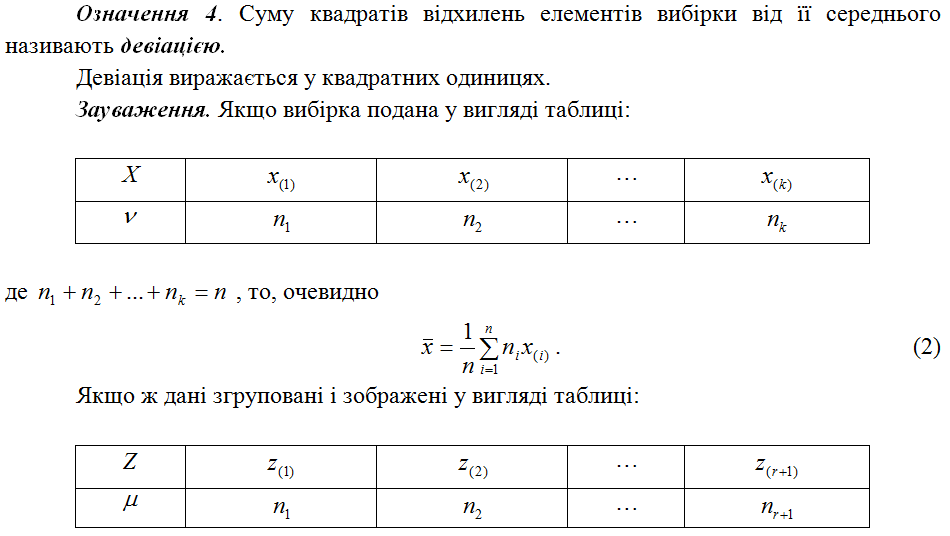 Означення 4. Суму квадратів відхилень елементів вибірки від її середнього
називають девіацією.
Девіація виражається у квадратних одиницях.
Зауваження. Якщо вибірка подана у вигляді таблиці:
X x(1) x(2) … x(k)
ν n1 n2 … nk
де n1 + n2 + ... + nk = n , то, очевидно
x̄ = 1/n ∑_{i=1}^{n} ni x(i) . (2)
Якщо ж дані згруповані і зображені у вигляді таблиці:
Z z(1) z(2) … z(r+1)
μ n1 n2 … nr+1